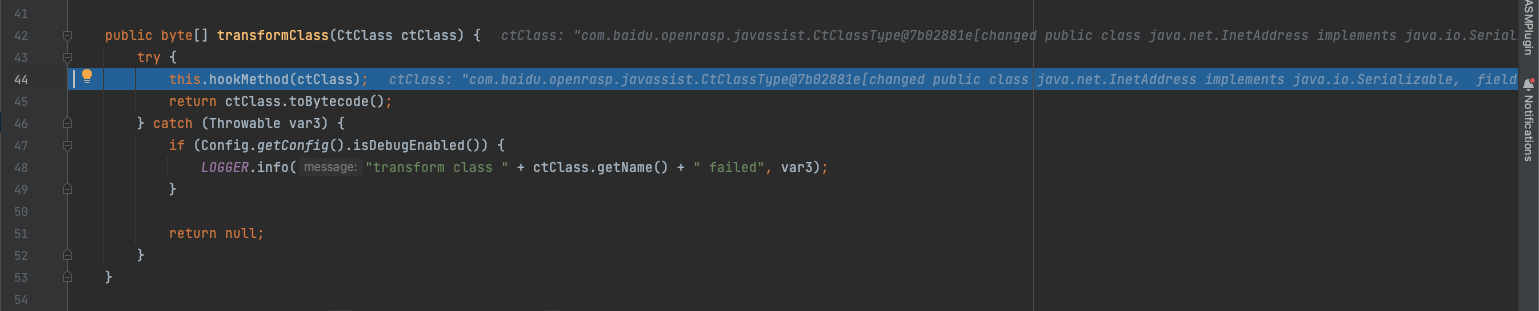 41
42 public byte[] transformClass(CtClass ctClass) { ctClass: "com.baidu.openrasp.javassist.CtClassType@7b02881e[changed public class java.net.InetAddress implements java.io.Serial
43 try {
44 this.hookMethod(ctClass); ctClass: "com.baidu.openrasp.javassist.CtClassType@7b02881e[changed public class java.net.InetAddress implements java.io.Serializable, field
45 return ctClass.toBytecode();
46 } catch (Throwable var3) {
47 if (Config.getConfig().isDebugEnabled()) {
48 LOGGER.info( message: "transform class " + ctClass.getName() + " failed", var3);
49 }
50
51 return null;
52 }
53 }
54
ASMPlugin
Notifications